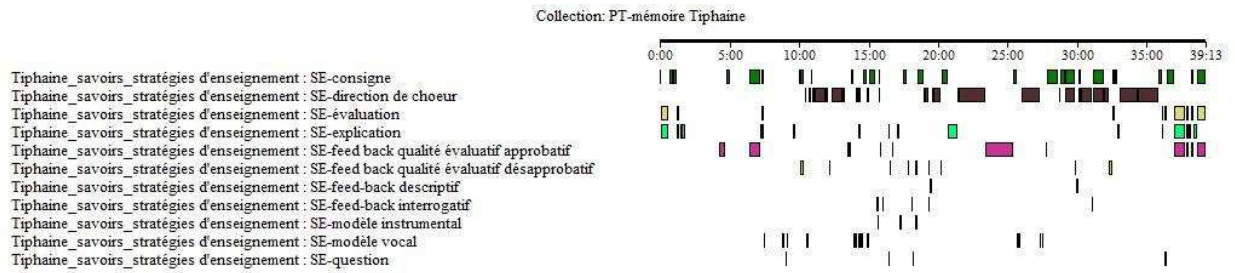 Collection: PT-mémoire Tiphaine
0:00 5:00 10:00 15:00 20:00 25:00 30:00 35:00 39:13
Tiphaine_savoirs_stratégies d'enseignement : SE-consigne
Tiphaine_savoirs_stratégies d'enseignement : SE-direction de choeur
Tiphaine_savoirs_stratégies d'enseignement : SE-évaluation
Tiphaine_savoirs_stratégies d'enseignement : SE-explication
Tiphaine_savoirs_stratégies d'enseignement : SE-feed back qualité évaluatif approbatif
Tiphaine_savoirs_stratégies d'enseignement : SE-feed back qualité évaluatif désapprobatif
Tiphaine_savoirs_stratégies d'enseignement : SE-feed-back descriptif
Tiphaine_savoirs_stratégies d'enseignement : SE-feed-back interrogatif
Tiphaine_savoirs_stratégies d'enseignement : SE-modèle instrumental
Tiphaine_savoirs_stratégies d'enseignement : SE-modèle vocal
Tiphaine_savoirs_stratégies d'enseignement : SE-question